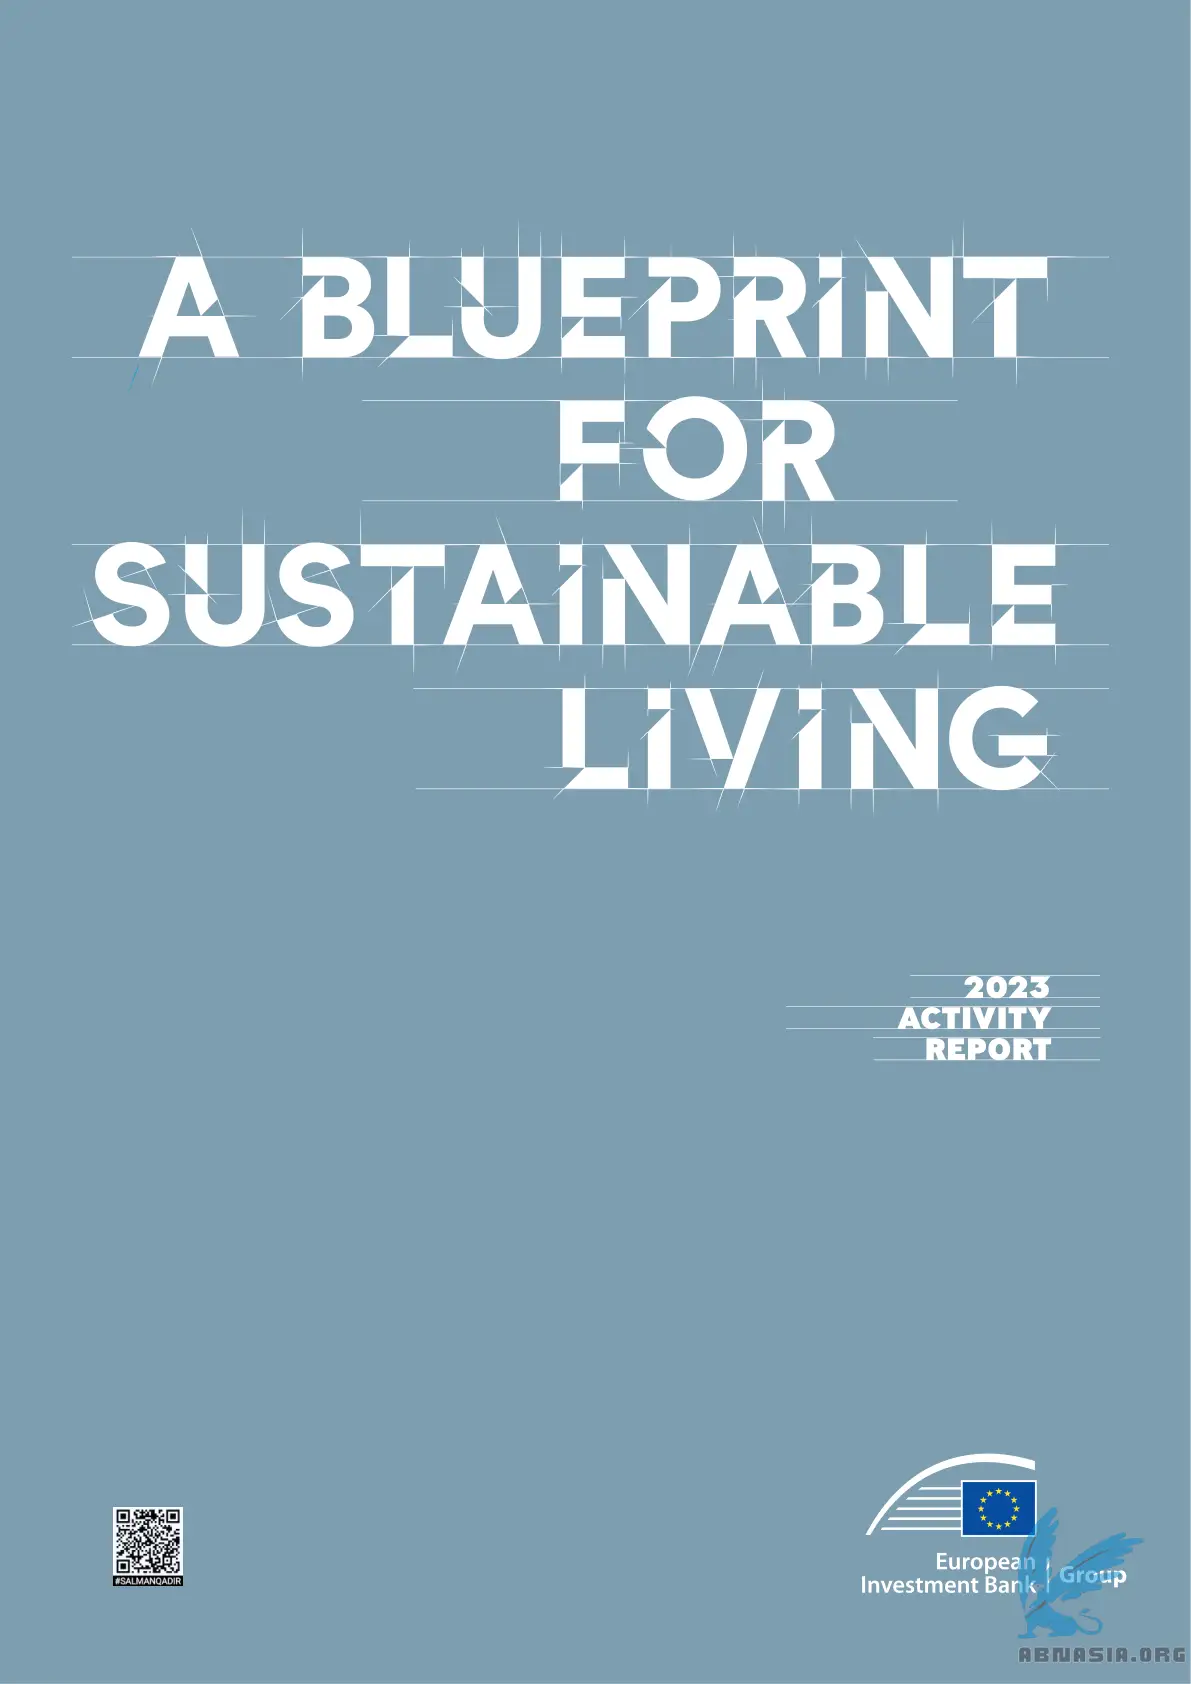 A BLUEPRINT
FOR
SUSTAINABLE
LIVING
2023
ACTIVITY
REPORT
#SALMANQADIR
European
Investment Bank Group
ABNASIA.ORG